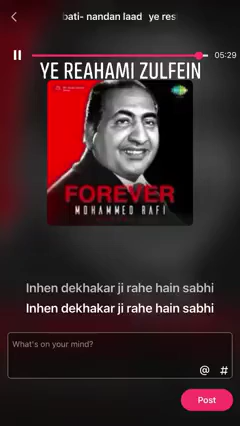 bati- nandan laad ye res
05:29
YE REAHAMI ZULFEIN
FOREVER
MOHAMMED RAFI
Inhen dekhakar ji rahe hain sabhi
Inhen dekhakar ji rahe hain sabhi
What's on your mind?
@ #
Post